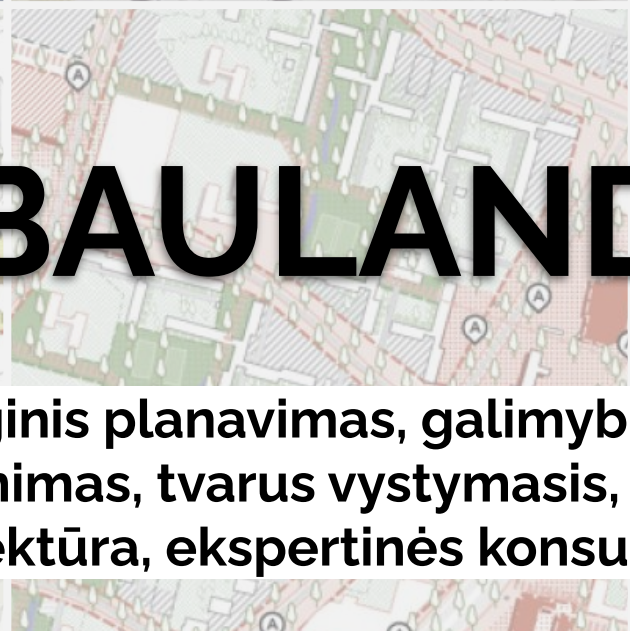 BAULAND
ginis planavimas, galimyb
nimas, tvarus vystymasis,
ektūra, ekspertinės konsu
A
A
A
A